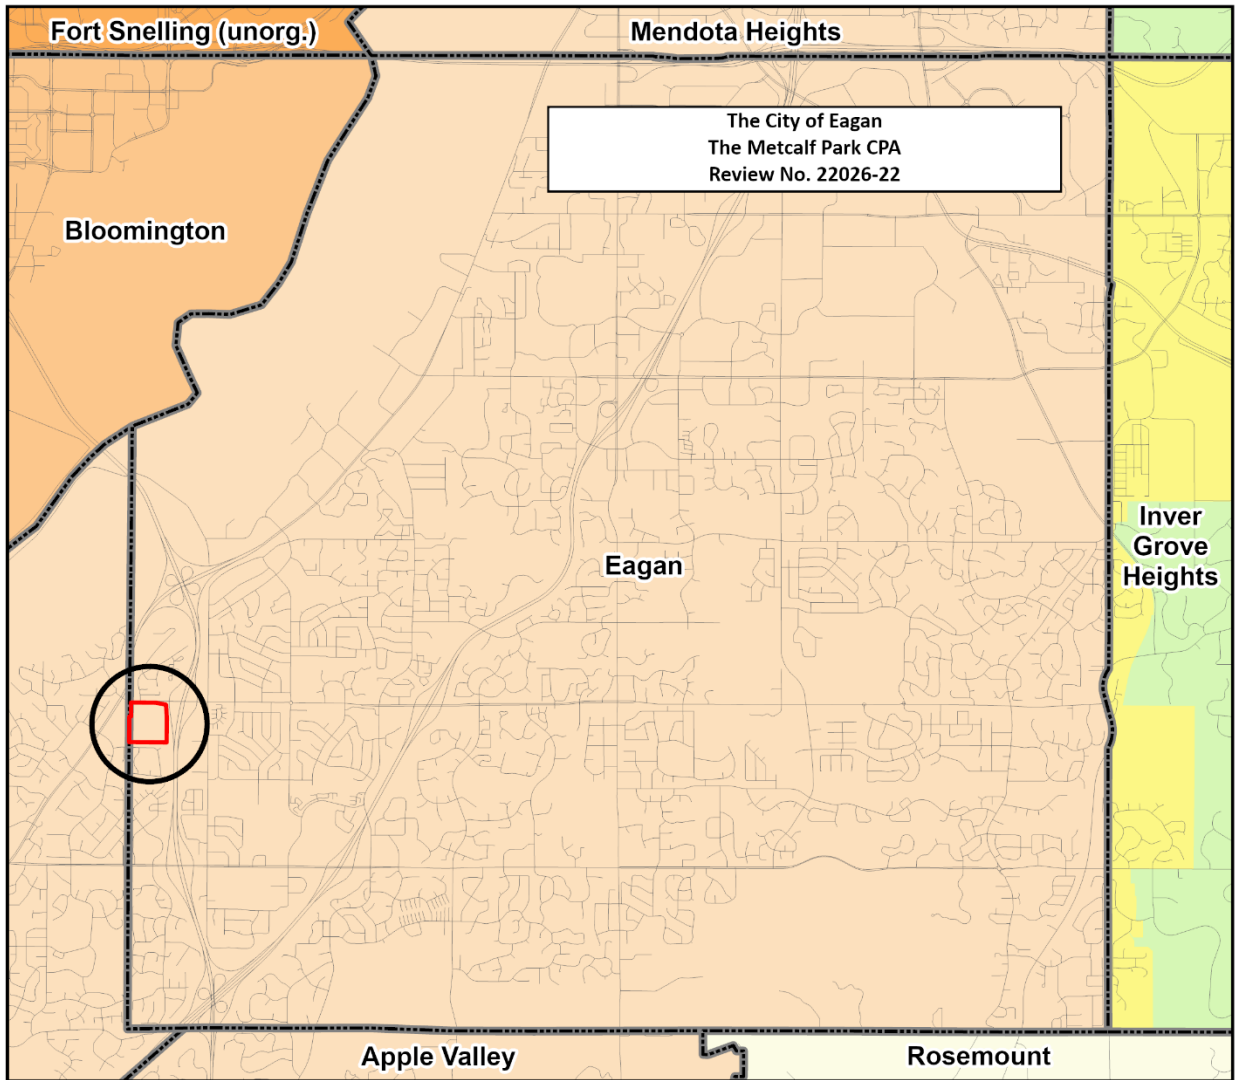 Fort Snelling (unorg.)
Mendota Heights
The City of Eagan
The Metcalf Park CPA
Review No. 22026-22
Bloomington
Inver
Grove
Heights
Eagan
Apple Valley
Rosemount